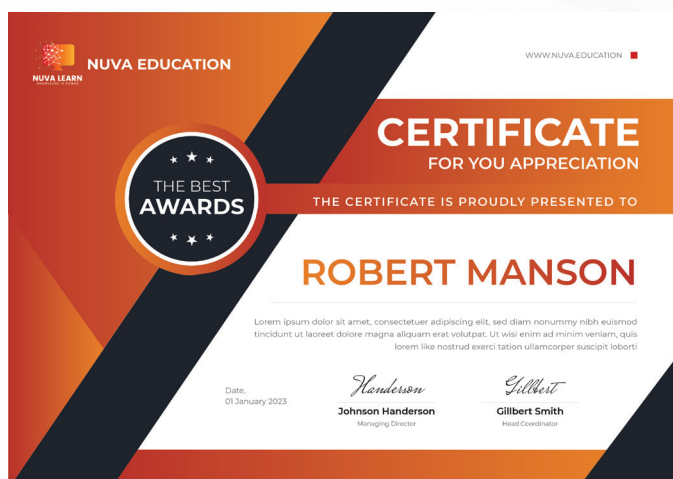 NUVA LEARN
KNOWLEDGE IS POWER
NUVA EDUCATION
WWW.NUVA.EDUCATION
CERTIFICATE
FOR YOU APPRECIATION
THE BEST
AWARDS
THE CERTIFICATE IS PROUDLY PRESENTED TO
ROBERT MANSON
Lorem ipsum dolor sit amet, consectetuer adipiscing elit, sed diam nonummy nibh euismod
tincidunt ut laoreet dolore magna aliquam erat volutpat. Ut wisi enim ad minim veniam, quis
lorem like nostrud exerci tation ullamcorper suscipit loborti
Date,
01 January 2023
Handerson
Johnson Handerson
Managing Director
Gillbert
Gillbert Smith
Head Coordinator